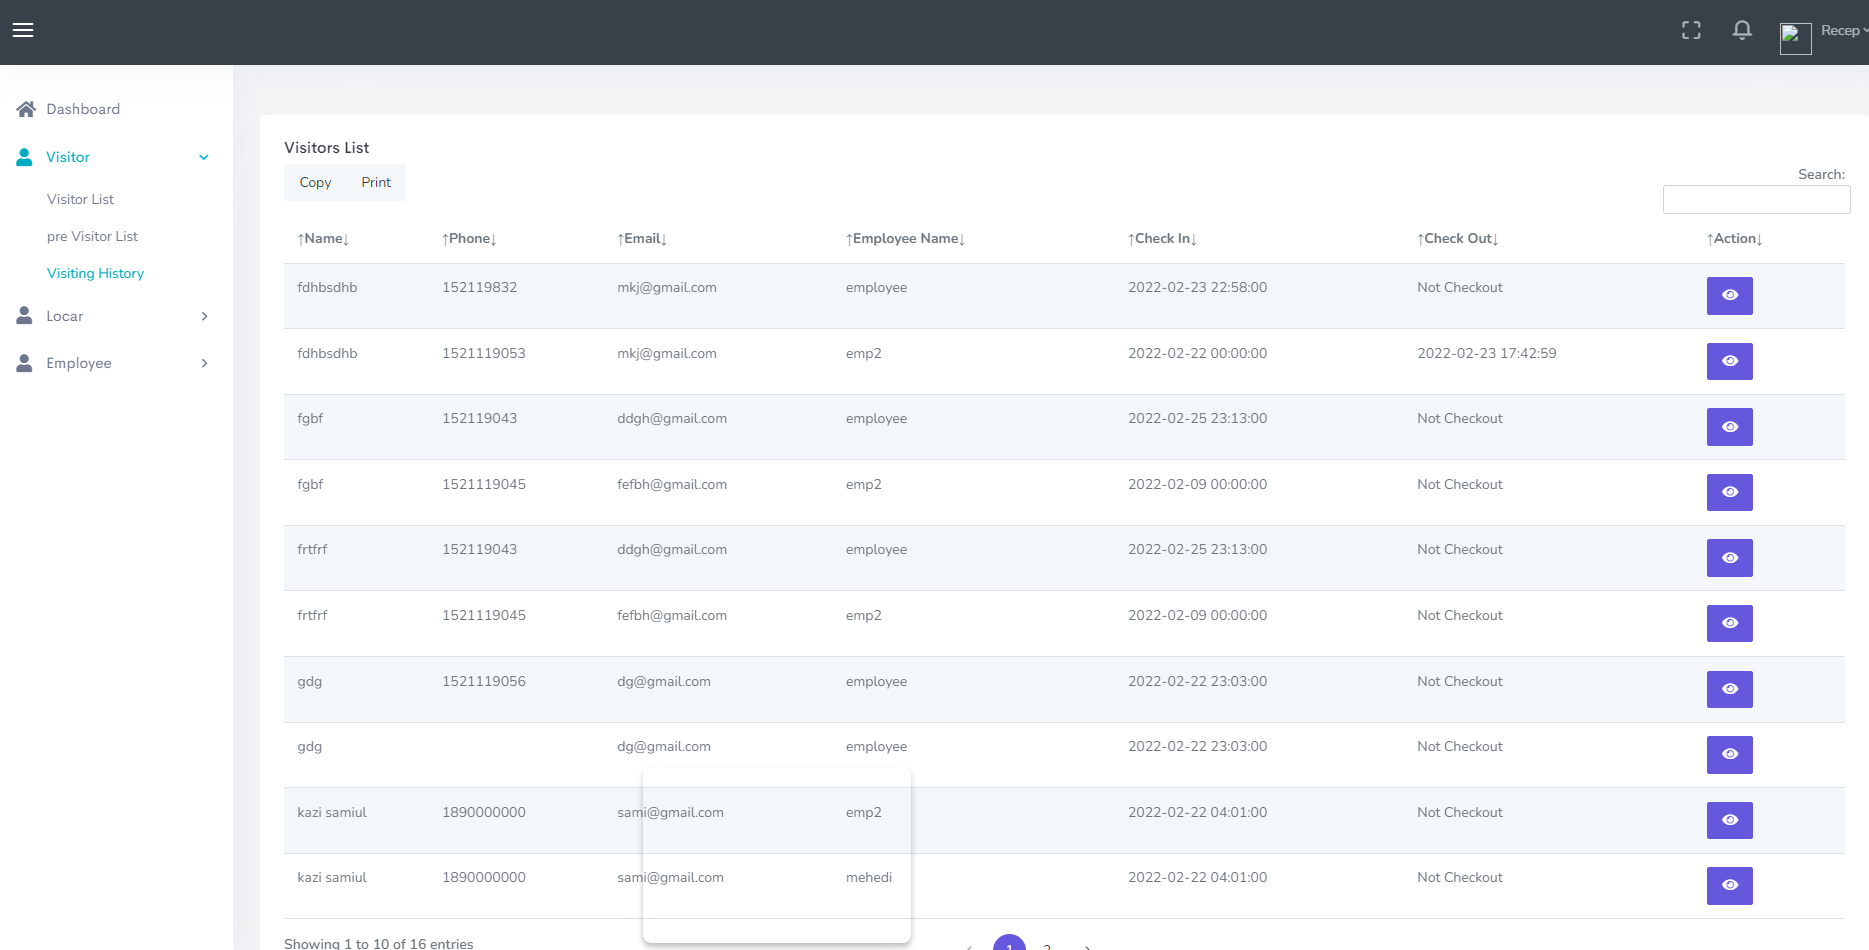 Recep
Dashboard
Visitor
Visitor List
pre Visitor List
Visiting History
Locar
Employee
Visitors List
Copy Print
Search:
↑Name↓ ↑Phone↓ ↑Email↓ ↑Employee Name↓ ↑Check In↓ ↑Check Out↓ ↑Action↓
fdhbsdhb 152119832 mkj@gmail.com employee 2022-02-23 22:58:00 Not Checkout
fdhbsdhb 1521119053 mkj@gmail.com emp2 2022-02-22 00:00:00 2022-02-23 17:42:59
fgbf 152119043 ddgh@gmail.com employee 2022-02-25 23:13:00 Not Checkout
fgbf 1521119045 fefbh@gmail.com emp2 2022-02-09 00:00:00 Not Checkout
frtfrf 152119043 ddgh@gmail.com employee 2022-02-25 23:13:00 Not Checkout
frtfrf 1521119045 fefbh@gmail.com emp2 2022-02-09 00:00:00 Not Checkout
gdg 1521119056 dg@gmail.com employee 2022-02-22 23:03:00 Not Checkout
gdg dg@gmail.com employee 2022-02-22 23:03:00 Not Checkout
kazi samiul 1890000000 sami@gmail.com emp2 2022-02-22 04:01:00 Not Checkout
kazi samiul 1890000000 sami@gmail.com mehedi 2022-02-22 04:01:00 Not Checkout
Showing 1 to 10 of 16 entries
1 2